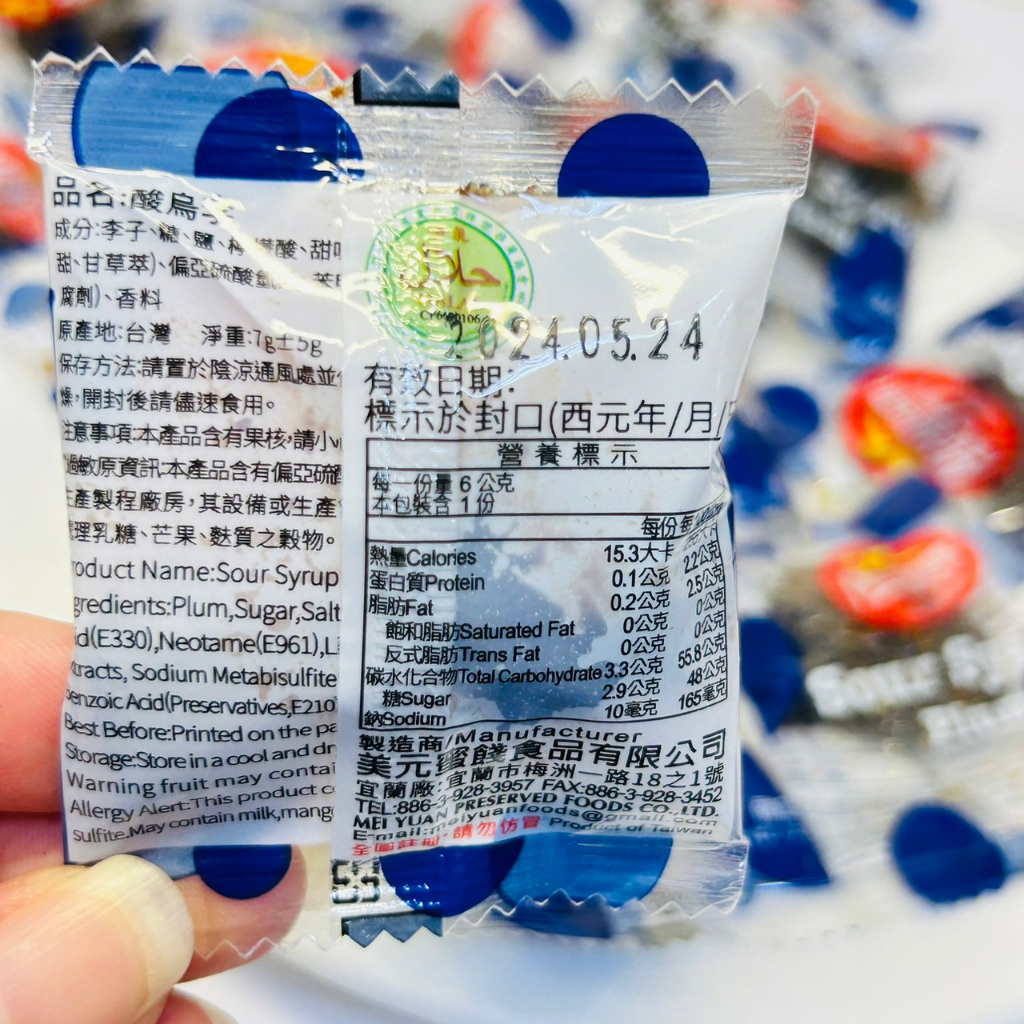 品名:酸烏李
成分:李子、糖、鹽、檸檬酸、甜味
甜、甘草萃)、偏亞硫酸
腐劑)、香料
原產地:台灣 淨重:7g±5g
保存方法:請置於陰涼通風處並
燥,開封後請儘速食用。
注意事項:本產品含有果核,請小心
過敏原資訊:本產品含有偏亞硫酸
生產製程廠房,其設備或生產
處理乳糖、芒果、麩質之穀物。
roduct Name:Sour Syrup
gredients:Plum,Sugar,Salt
id(E330),Neotame(E961),L
xtracts, Sodium Metabisulfite
enzoic Acid(Preservatives,E210
Best Before:Printed on the pa
Storage:Store in a cool and dr
Warning fruit may contai
Allergy Alert:This product co
sulfite.May contain milk,mang
2024.05.24
有效日期:
標示於封口(西元年/月/日
營養標示
每一份量 6 公克
本包裝含 1 份
每份 每
熱量Calories 15.3大卡
蛋白質Protein 0.1公克 2.2公克
脂肪Fat 0.2公克 2.5公克
飽和脂肪Saturated Fat 0公克 0公克
反式脂肪Trans Fat 0公克 0公克
碳水化合物Total Carbohydrate 3.3公克 55.8公克
糖Sugar 2.9公克 48公克
鈉Sodium 10毫克 165毫克
製造商/Manufacturer
美元蜜餞食品有限公司
宜蘭廠:宜蘭市梅洲一路18之1號
TEL:886-3-928-3957 FAX:886-3-928-3452
MEI YUAN PRESERVED FOODS CO.,LTD.
E-mail:meiyuanfoods@gmail.com
全國註冊,請勿仿冒 Product of Taiwan